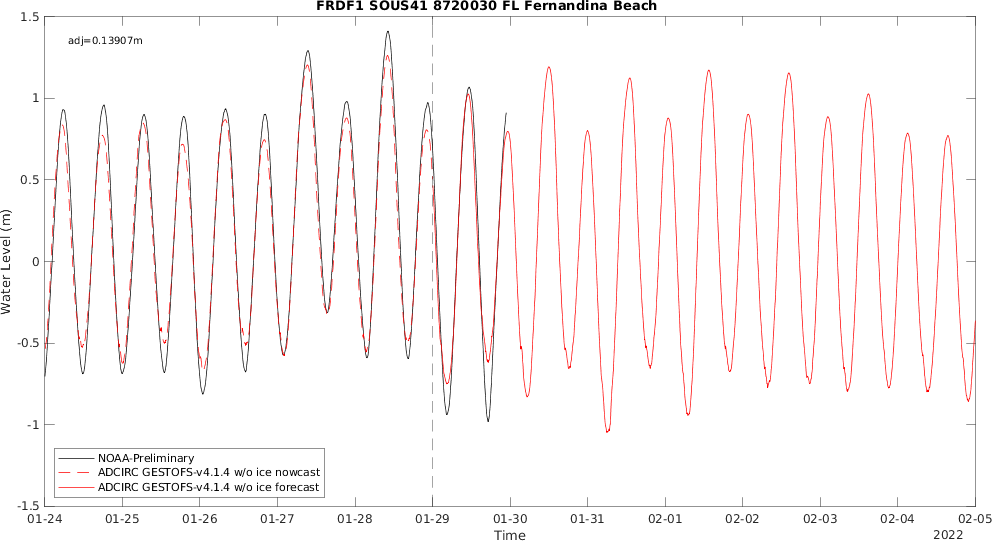 FRDF1 SOUS41 8720030 FL Fernandina Beach
adj=0.13907m
1.5
1
0.5
0
-0.5
-1
-1.5
Water Level (m)
NOAA-Preliminary
ADCIRC GESTOFS-v4.1.4 w/o ice nowcast
ADCIRC GESTOFS-v4.1.4 w/o ice forecast
01-24 01-25 01-26 01-27 01-28 01-29 01-30 01-31 02-01 02-02 02-03 02-04 02-05
Time
2022